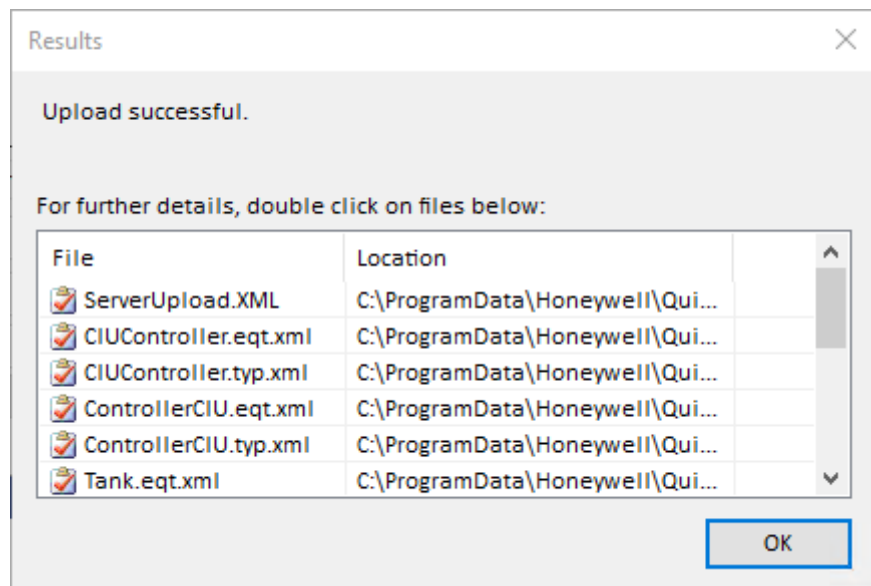 Results
Upload successful.
For further details, double click on files below:
File Location
ServerUpload.XML C:\ProgramData\Honeywell\Qui...
CIUController.eqt.xml C:\ProgramData\Honeywell\Qui...
CIUController.typ.xml C:\ProgramData\Honeywell\Qui...
ControllerCIU.eqt.xml C:\ProgramData\Honeywell\Qui...
ControllerCIU.typ.xml C:\ProgramData\Honeywell\Qui...
Tank.eqt.xml C:\ProgramData\Honeywell\Qui...
OK